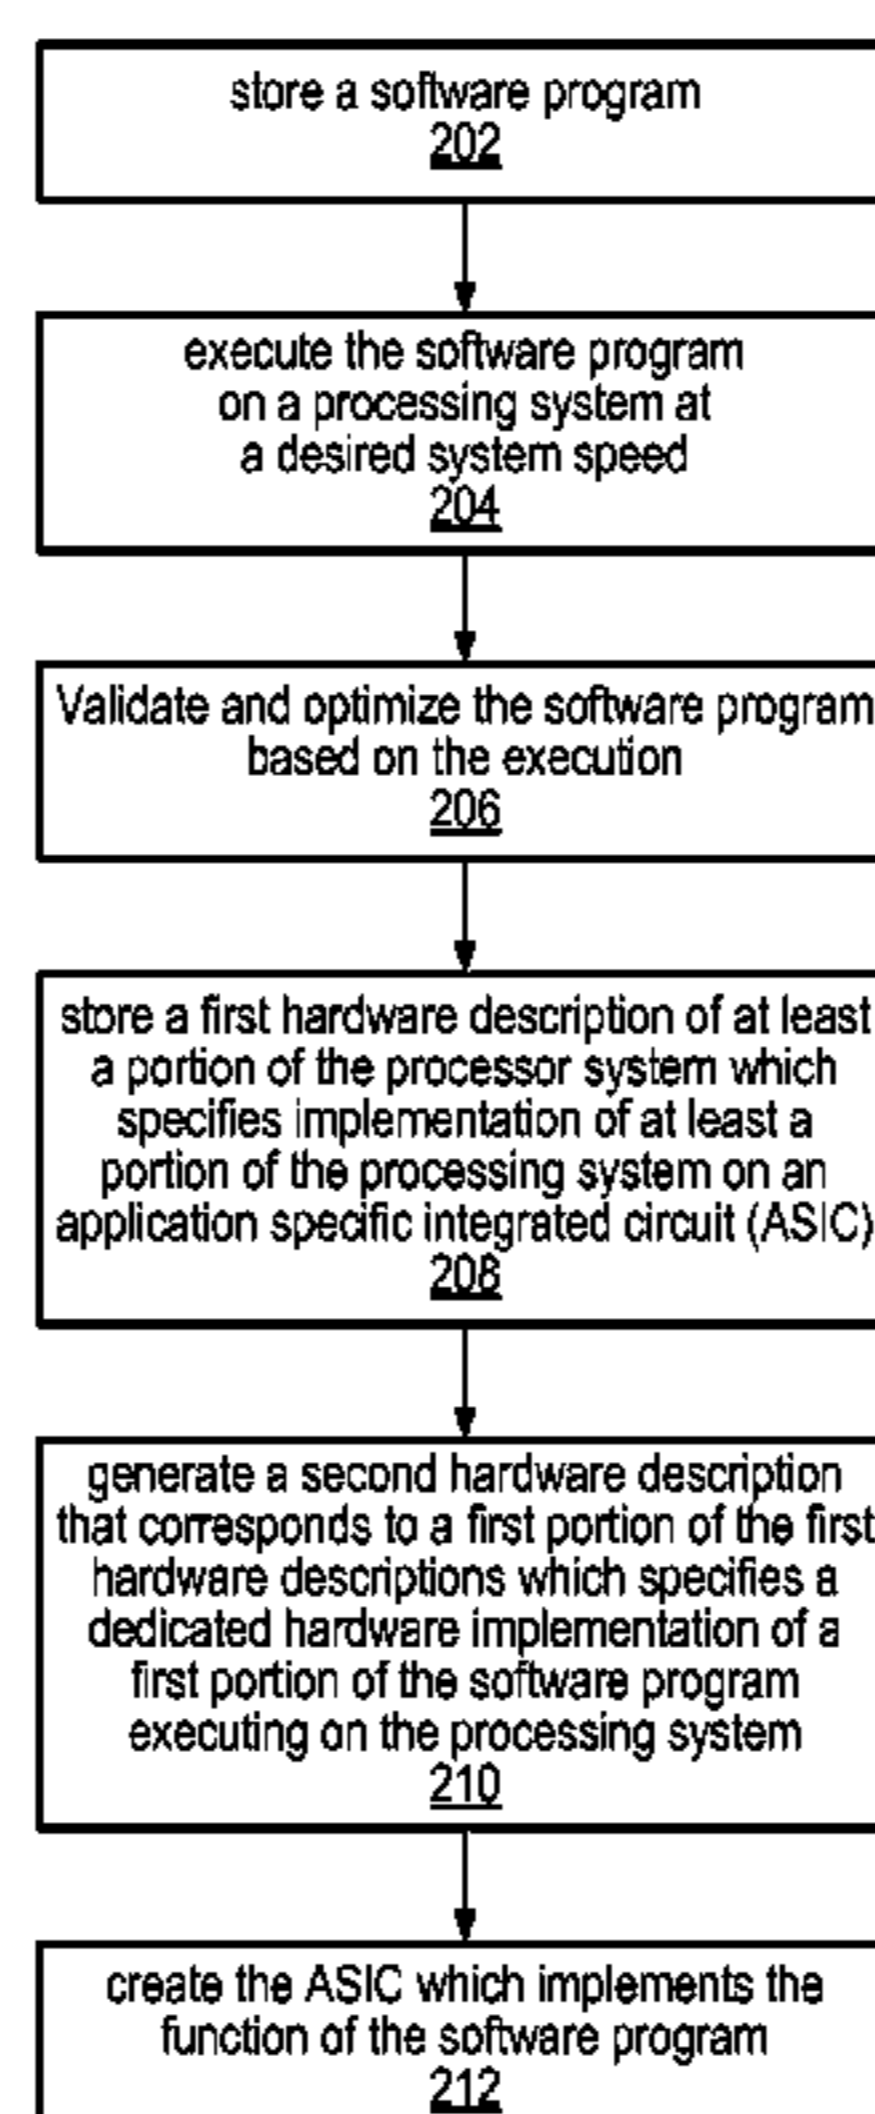 store a software program
202
execute the software program
on a processing system at
a desired system speed
204
Validate and optimize the software program
based on the execution
206
store a first hardware description of at least
a portion of the processor system which
specifies implementation of at least a
portion of the processing system on an
application specific integrated circuit (ASIC)
208
generate a second hardware description
that corresponds to a first portion of the first
hardware descriptions which specifies a
dedicated hardware implementation of a
first portion of the software program
executing on the processing system
210
create the ASIC which implements the
function of the software program
212